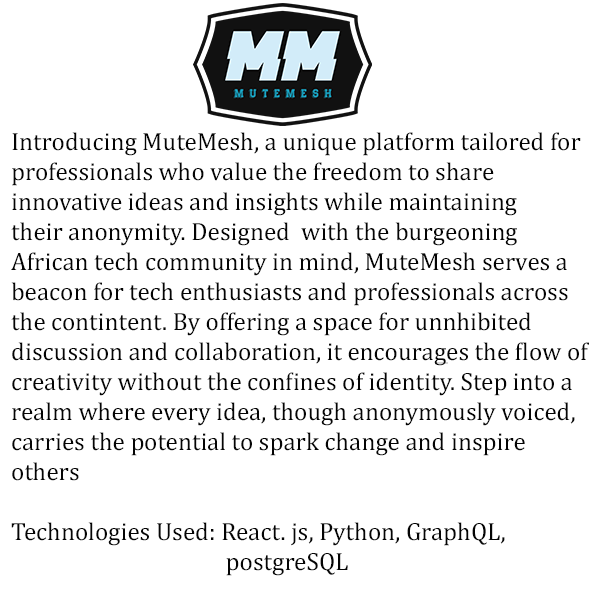 MM
MUTEMESH
Introducing MuteMesh, a unique platform tailored for
professionals who value the freedom to share
innovative ideas and insights while maintaining
their anonymity. Designed  with the burgeoning
African tech community in mind, MuteMesh serves a
beacon for tech enthusiasts and professionals across
the contintent. By offering a space for unnhibited
discussion and collaboration, it encourages the flow of
creativity without the confines of identity. Step into a
realm where every idea, though anonymously voiced,
carries the potential to spark change and inspire
others
Technologies Used: React. js, Python, GraphQL,
postgreSQL